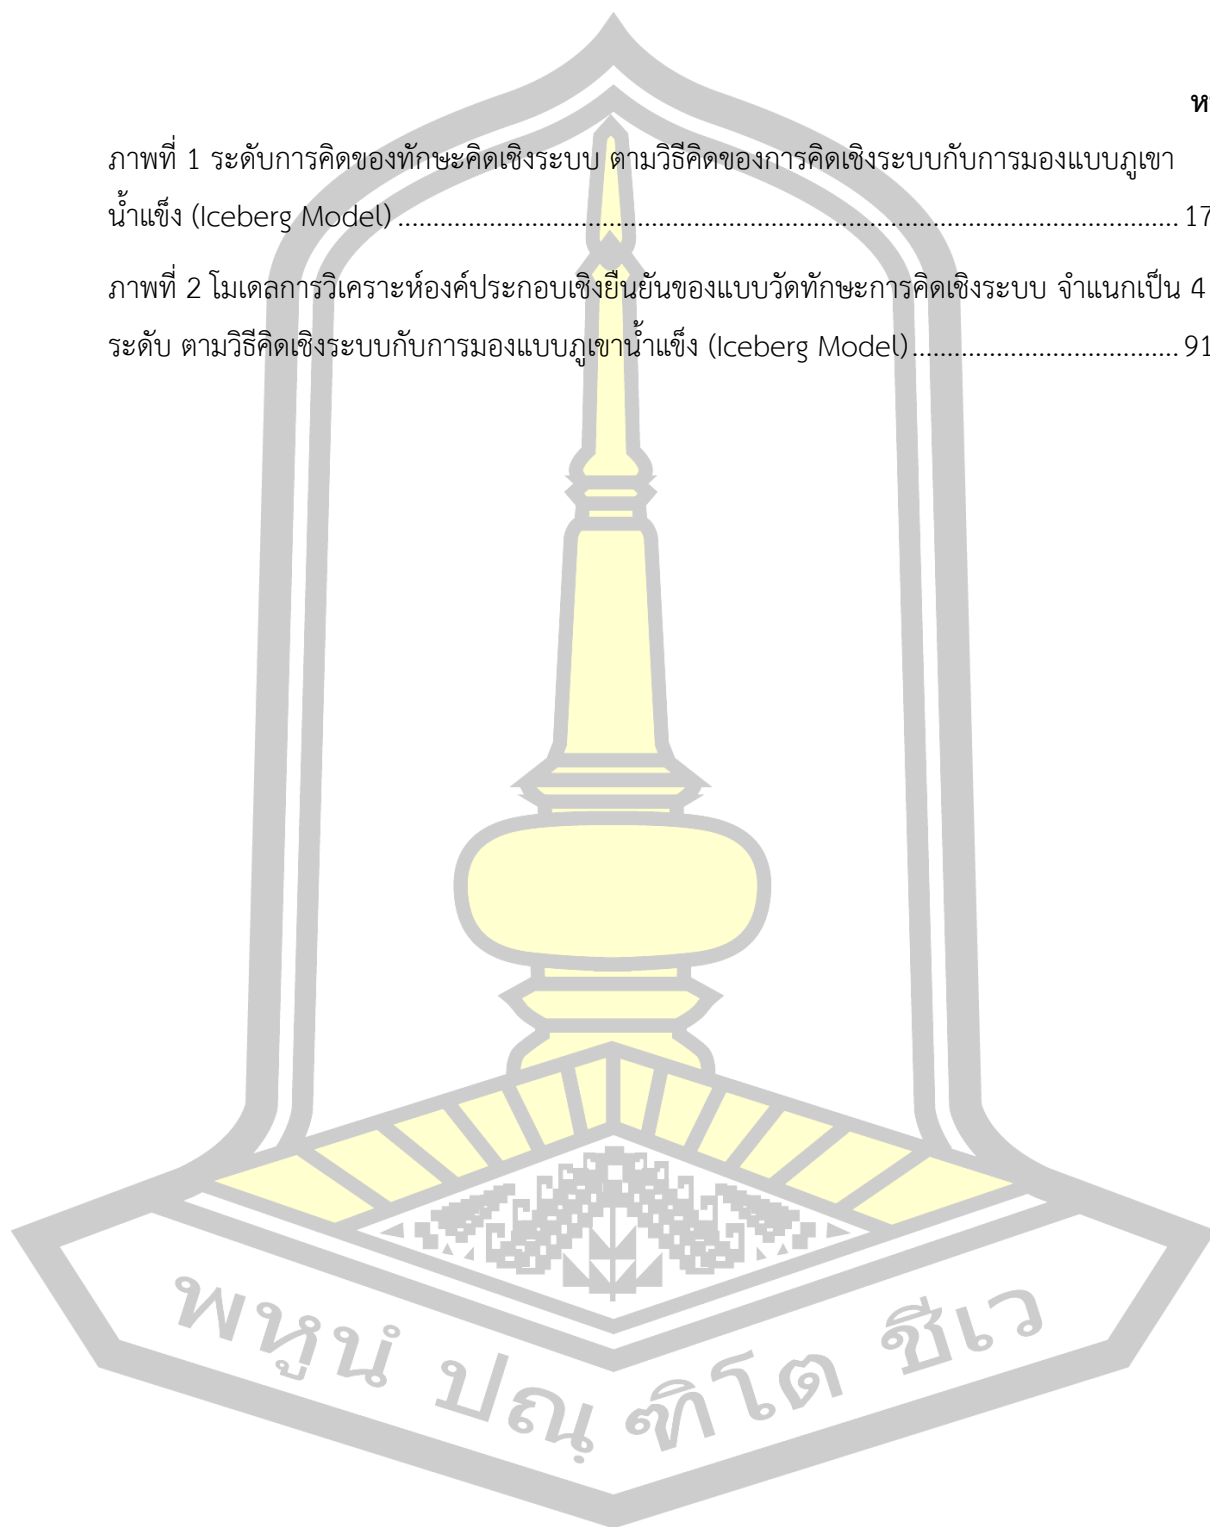 ภาพที่ 1 ระดับการคิดของทักษะคิดเชิงระบบ ตามวิธีคิดของการคิดเชิงระบบกับการมองแบบภูเขา
น้ำแข็ง (Iceberg Model) ............................................................................................ 17
ภาพที่ 2 โมเดลการวิเคราะห์องค์ประกอบเชิงยืนยันของแบบวัดทักษะการคิดเชิงระบบ จำแนกเป็น 4
ระดับ ตามวิธีคิดเชิงระบบกับการมองแบบภูเขาน้ำแข็ง (Iceberg Model) ................................ 91
พหูนํ ปณฺฑิโต ชีเว